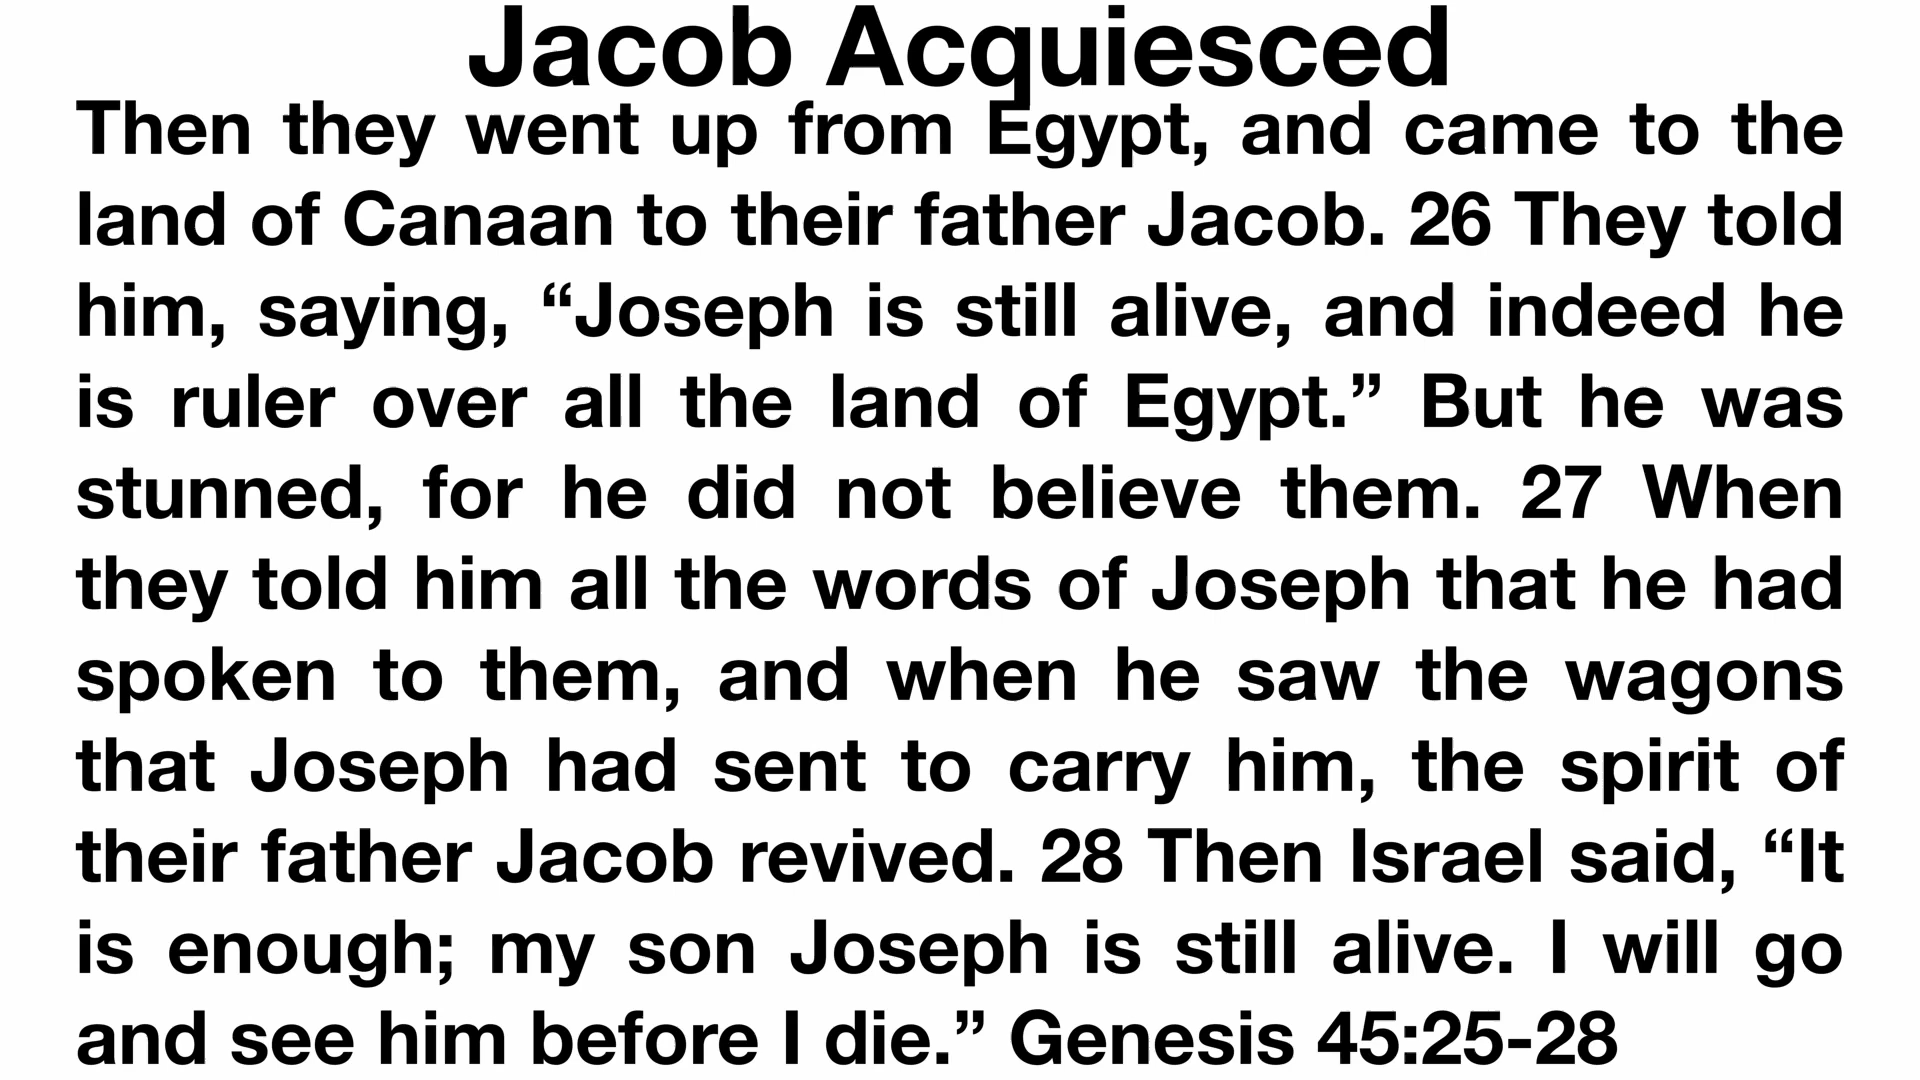 Jacob Acquiesced
Then they went up from Egypt, and came to the
land of Canaan to their father Jacob. 26 They told
him, saying, “Joseph is still alive, and indeed he
is ruler over all the land of Egypt.” But he was
stunned, for he did not believe them. 27 When
they told him all the words of Joseph that he had
spoken to them, and when he saw the wagons
that Joseph had sent to carry him, the spirit of
their father Jacob revived. 28 Then Israel said, “It
is enough; my son Joseph is still alive. I will go
and see him before I die.” Genesis 45:25-28